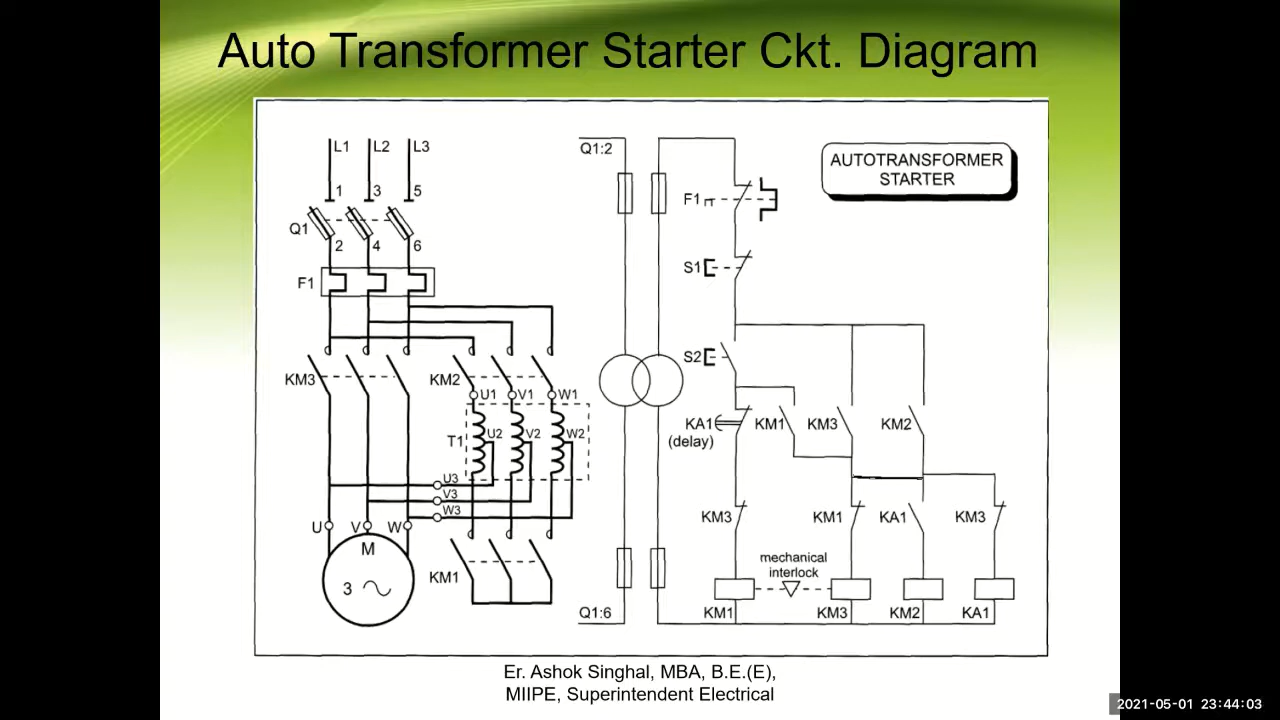 Auto Transformer Starter Ckt. Diagram
L1 L2 L3
1 3 5
Q1
2 4 6
F1
KM3 KM2
U1 V1 W1
T1 U2 V2 W2
U3
V3
W3
U V W
M
3
KM1
Q1:2
Q1:6
AUTOTRANSFORMER
STARTER
F1
S1
S2
KA1 KM1 KM3 KM2
(delay)
KM3 KM1 KA1 KM3
mechanical
interlock
KM1 KM3 KM2 KA1
Er. Ashok Singhal, MBA, B.E.(E),
MIIPE, Superintendent Electrical
2021-05-01 23:44:03